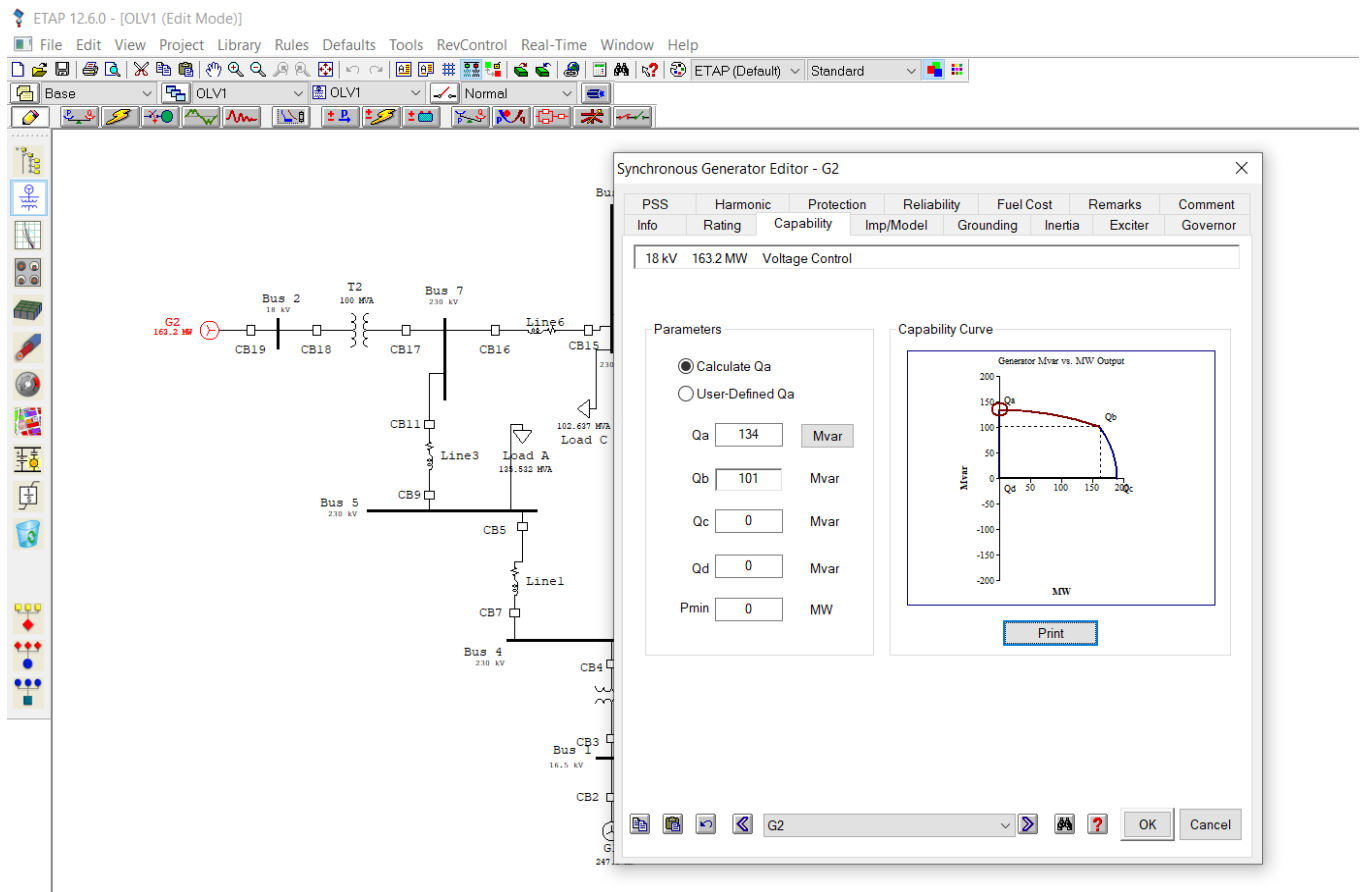 ETAP 12.6.0 - [OLV1 (Edit Mode)]
File Edit View Project Library Rules Defaults Tools RevControl Real-Time Window Help
ETAP (Default) Standard
Base OLV1 OLV1 Normal
G2
163.2 MW
CB19
Bus 2
18 kV
CB18
T2
100 MVA
CB17
Bus 7
230 kV
CB16
Line6
CB15
230
102.637 MVA
Load C
CB11
Line3
Load A
135.532 MVA
CB9
Bus 5
230 kV
CB5
Line1
CB7
Bus 4
230 kV
CB4
CB3
Bus 1
16.5 kV
CB2
Synchronous Generator Editor - G2
PSS Harmonic Protection Reliability Fuel Cost Remarks Comment
Info Rating Capability Imp/Model Grounding Inertia Exciter Governor
18 kV 163.2 MW Voltage Control
Parameters
Calculate Qa
User-Defined Qa
Qa 134 Mvar
Qb 101 Mvar
Qc 0 Mvar
Qd 0 Mvar
Pmin 0 MW
Capability Curve
Generator Mvar vs. MW Output
200
150
100
50
0
-50
-100
-150
-200
Mvar
Qa
Qb
Qd 50 100 150 200 Qc
MW
Print
G2
OK Cancel